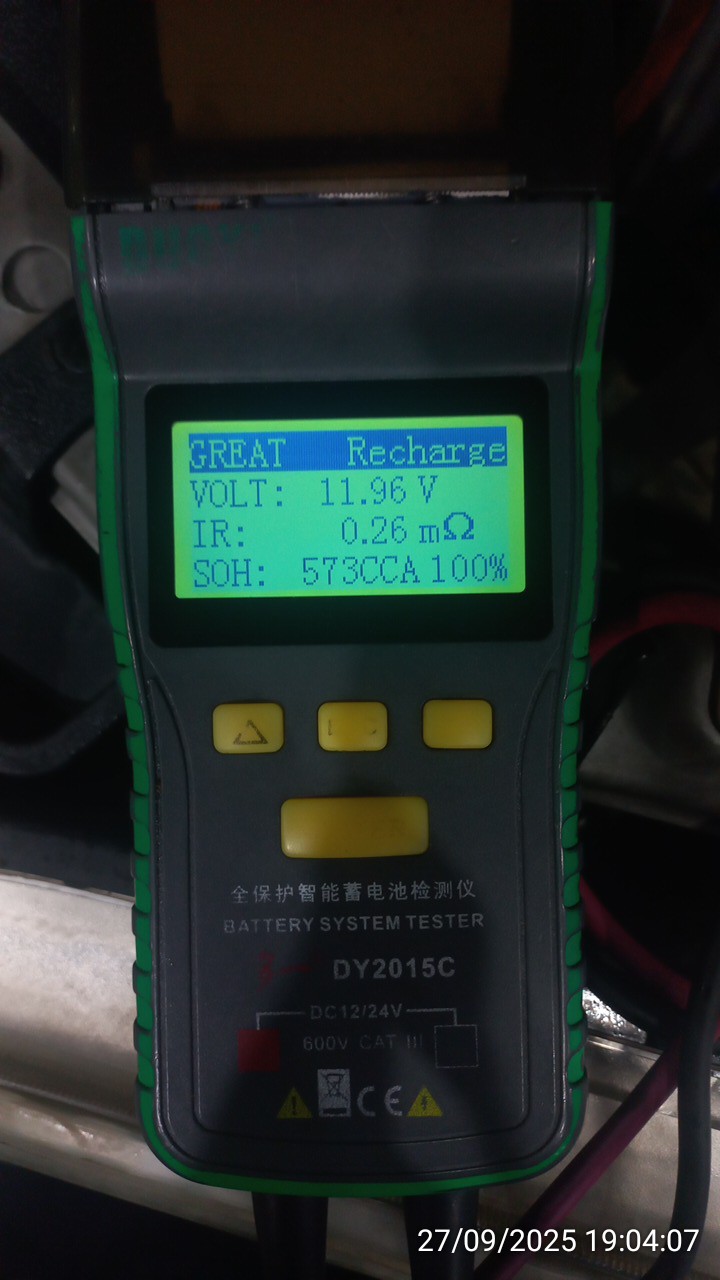 GREAT Recharge
VOLT: 11.96 V
IR: 0.26 mΩ
SOH: 573CCA 100%
全保护智能蓄电池检测仪
BATTERY SYSTEM TESTER
DY2015C
DC12/24V
600V CAT III
CE
27/09/2025 19:04:07